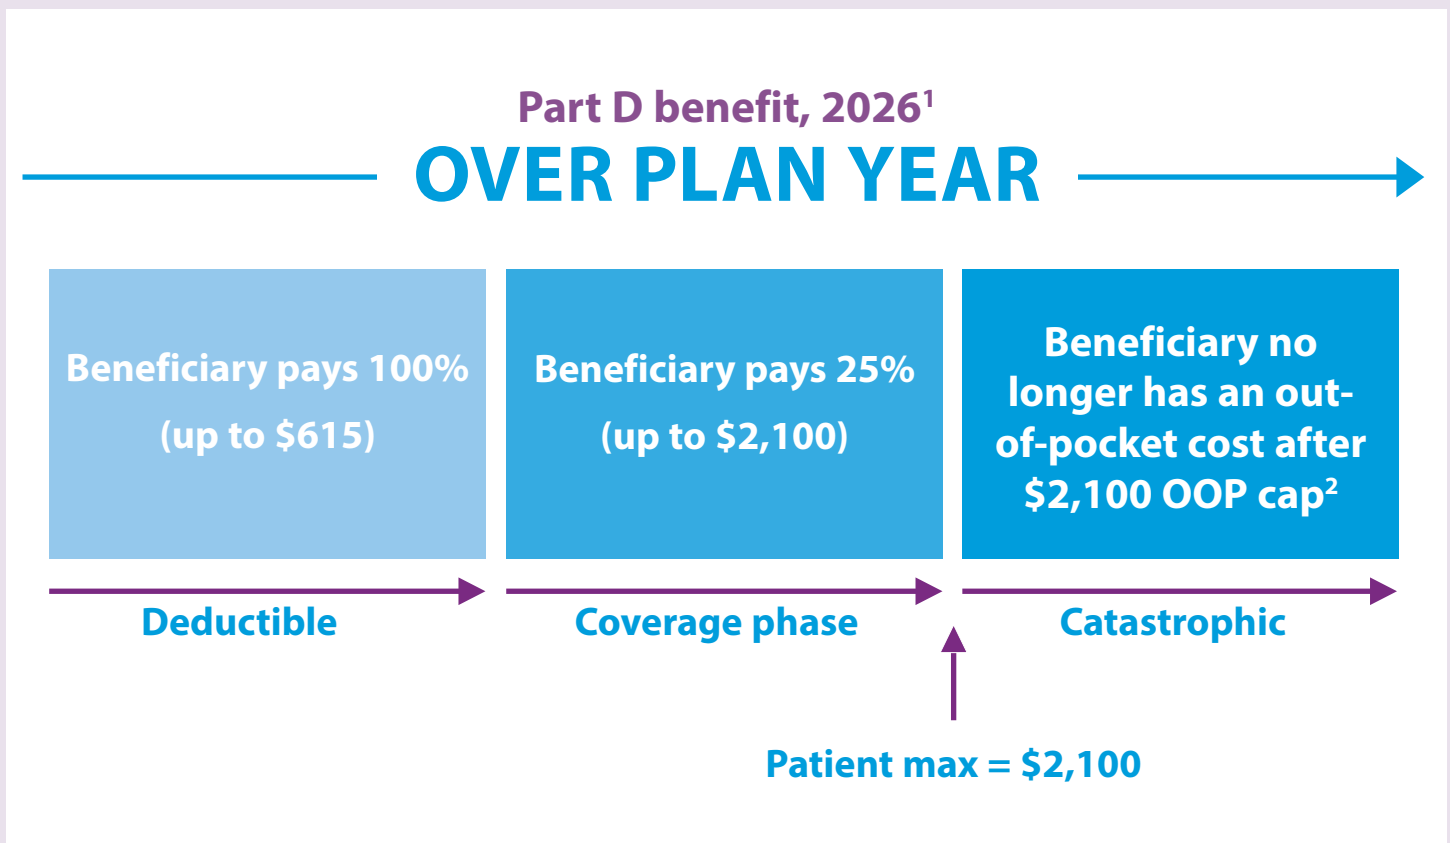 Part D benefit, 2026¹
OVER PLAN YEAR
Beneficiary pays 100%
(up to $615)
Beneficiary pays 25%
(up to $2,100)
Beneficiary no
longer has an out-
of-pocket cost after
$2,100 OOP cap²
Deductible
Coverage phase
Catastrophic
Patient max = $2,100